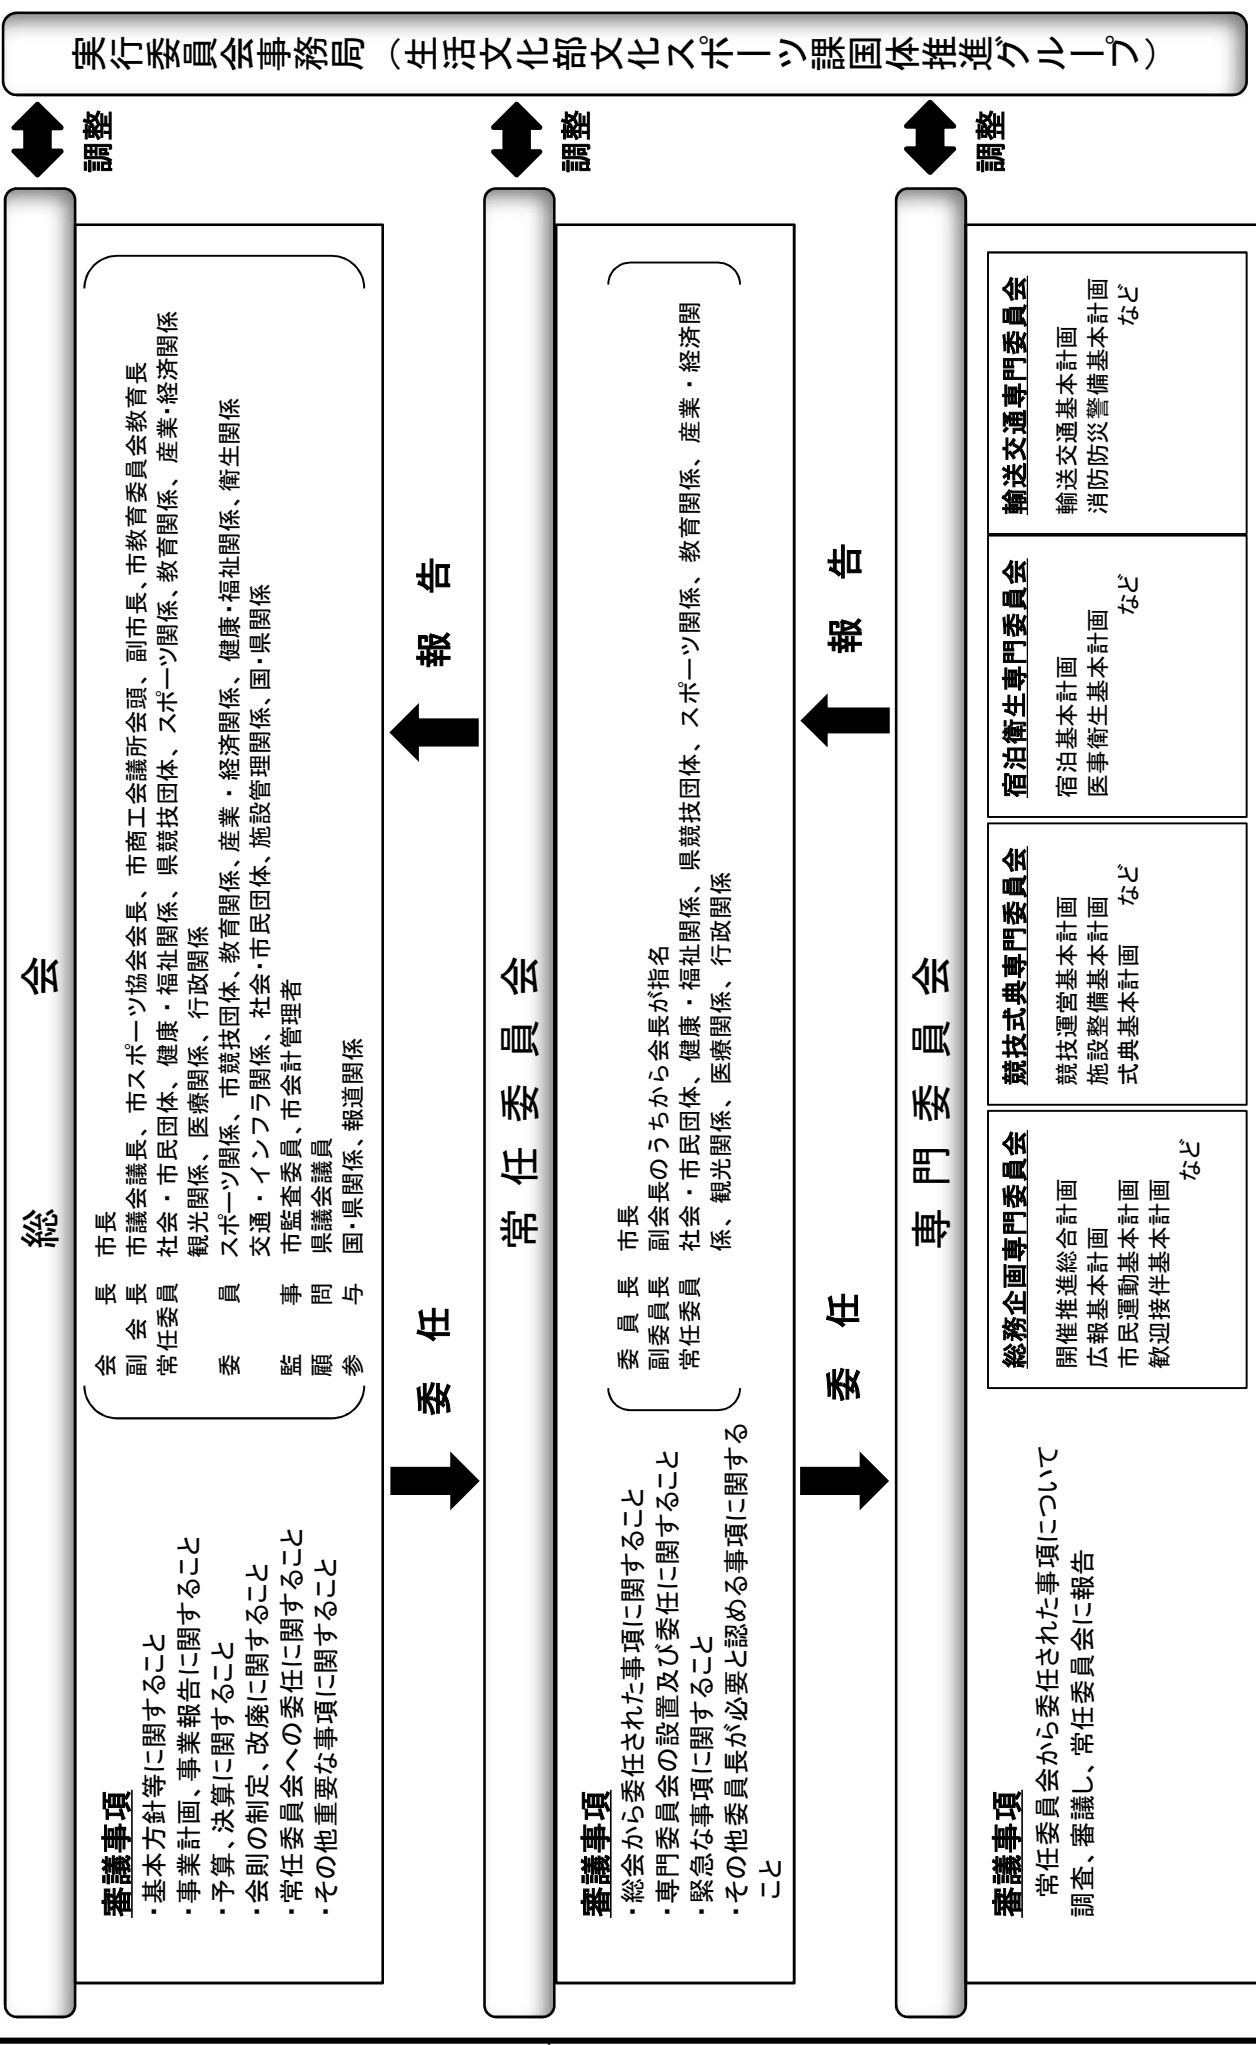 総会
審議事項
・基本方針等に関すること
・事業計画、事業報告に関すること
・予算、決算に関すること
・会則の制定、改廃に関すること
・常任委員会への委任に関すること
・その他重要な事項に関すること
会長 市長
副会長 市議会議長、市スポーツ協会会長、市商工会議所会頭、副市長、市教育委員会教育長
常任委員 社会・市民団体、健康・福祉関係、県競技団体、スポーツ関係、教育関係、産業・経済関係
観光関係、医療関係、行政関係
委員 スポーツ関係、市競技団体、教育関係、産業・経済関係、健康・福祉関係、衛生関係
交通・インフラ関係、社会・市民団体、施設管理関係、国・県関係
監事 市監査委員、市会計管理者
顧問 県議会議員
参与 国・県関係、報道関係
調整
委任
報告
常任委員会
審議事項
・総会から委任された事項に関すること
・専門委員会の設置及び委任に関すること
・緊急な事項に関すること
・その他委員長が必要と認める事項に関する
こと
委員長 市長
副委員長 副会長のうちから会長が指名
常任委員 社会・市民団体、健康・福祉関係、県競技団体、スポーツ関係、教育関係、産業・経済関
係、観光関係、医療関係、行政関係
調整
委任
報告
専門委員会
審議事項
常任委員会から委任された事項について
調査、審議し、常任委員会に報告
総務企画専門委員会
開催推進総合計画
広報基本計画
市民運動基本計画
歓迎接伴基本計画
など
競技式典専門委員会
競技運営基本計画
施設整備基本計画
式典基本計画 など
宿泊衛生専門委員会
宿泊基本計画
医事衛生基本計画
など
輸送交通専門委員会
輸送交通基本計画
消防防災警備基本計画
など
調整
実行委員会事務局（生活文化部文化スポーツ課国体推進グループ）